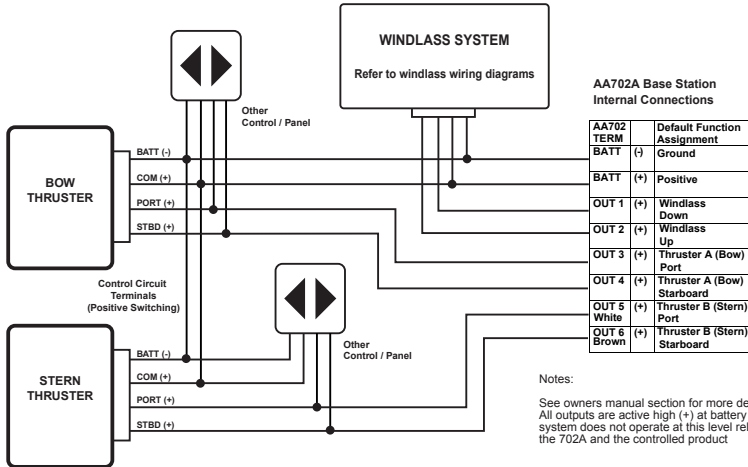 WINDLASS SYSTEM
Refer to windlass wiring diagrams
Other
Control / Panel
AA702A Base Station
Internal Connections
BOW
THRUSTER
BATT (-)
COM (+)
PORT (+)
STBD (+)
AA702
TERM
Default Function
Assignment
BATT (-) Ground
BATT (+) Positive
OUT 1 (+) Windlass
Down
OUT 2 (+) Windlass
Up
OUT 3 (+) Thruster A (Bow)
Port
OUT 4 (+) Thruster A (Bow)
Starboard
OUT 5 (+) Thruster B (Stern)
White Port
OUT 6 (+) Thruster B (Stern)
Brown Starboard
Control Circuit
Terminals
(Positive Switching)
Other
Control / Panel
STERN
THRUSTER
BATT (-)
COM (+)
PORT (+)
STBD (+)
Notes:
See owners manual section for more
All outputs are active high (+) at battery
system does not operate at this level
the 702A and the controlled product